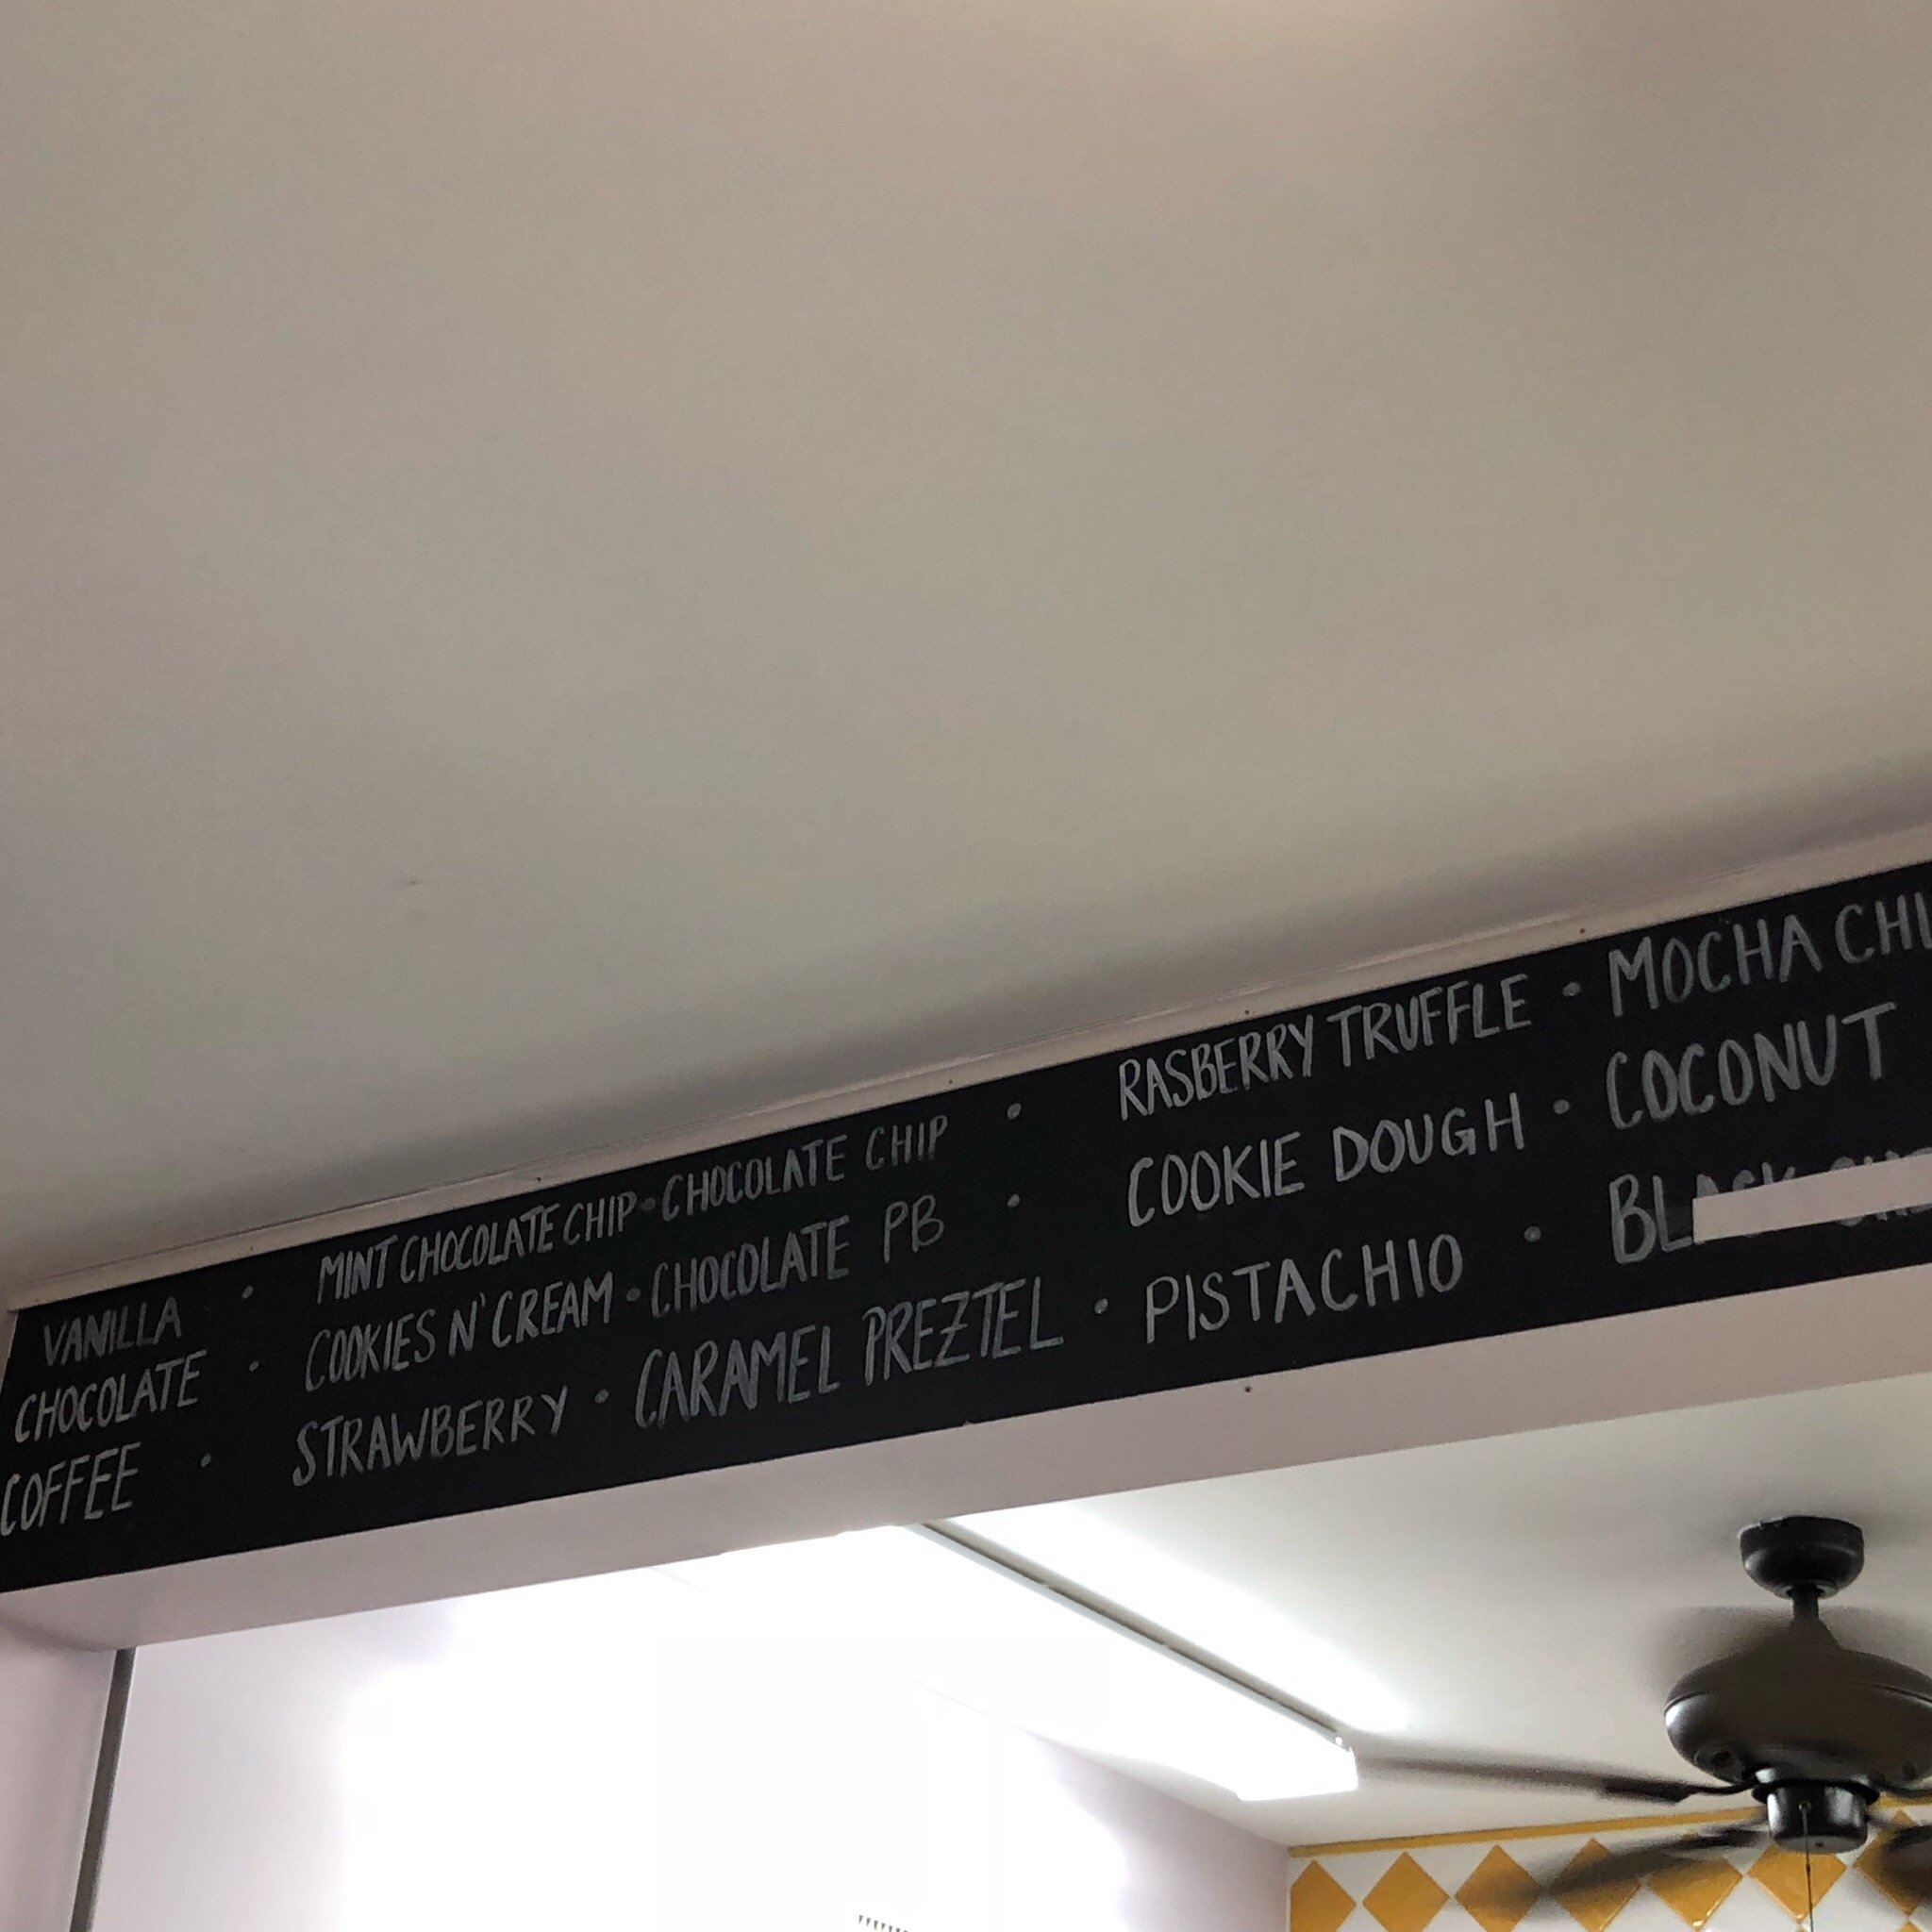 VANILLA • MINT CHOCOLATE CHIP • CHOCOLATE CHIP • RASBERRY TRUFFLE • MOCHA
CHOCOLATE • COOKIES N' CREAM • CHOCOLATE PB • COOKIE DOUGH • COCONUT
COFFEE • STRAWBERRY • CARAMEL PREZTEL • PISTACHIO •